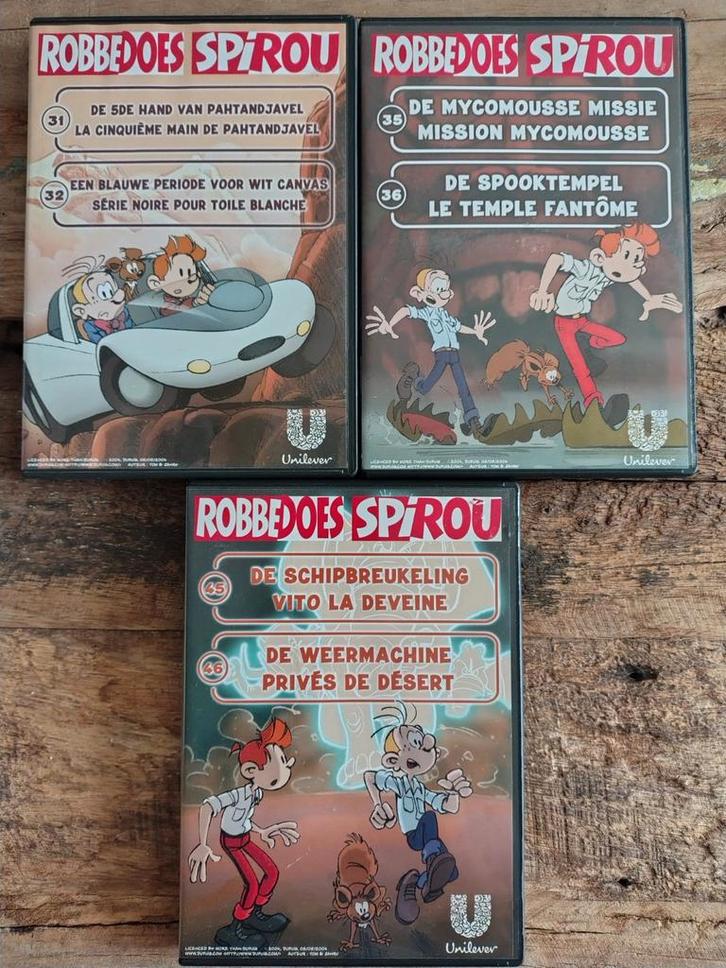 ROBBEDOES SPiROU
31
DE 5DE HAND VAN PAHTANDJAVEL
LA CINQUIÊME MAIN DE PAHTANDJAVEL
32
EEN BLAUWE PERIODE VOOR WIT CANVAS
SÉRIE NOIRE POUR TOILE BLANCHE
Unilever
ROBBEDOES SPiROU
35
DE MYCOMOUSSE MISSIE
MISSION MYCOMOUSSE
36
DE SPOOKTEMPEL
LE TEMPLE FANTÔME
Unilever
ROBBEDOES SPiROU
45
DE SCHIPBREUKELING
VITO LA DEVEINE
46
DE WEERMACHINE
PRIVÉS DE DÉSERT
Unilever